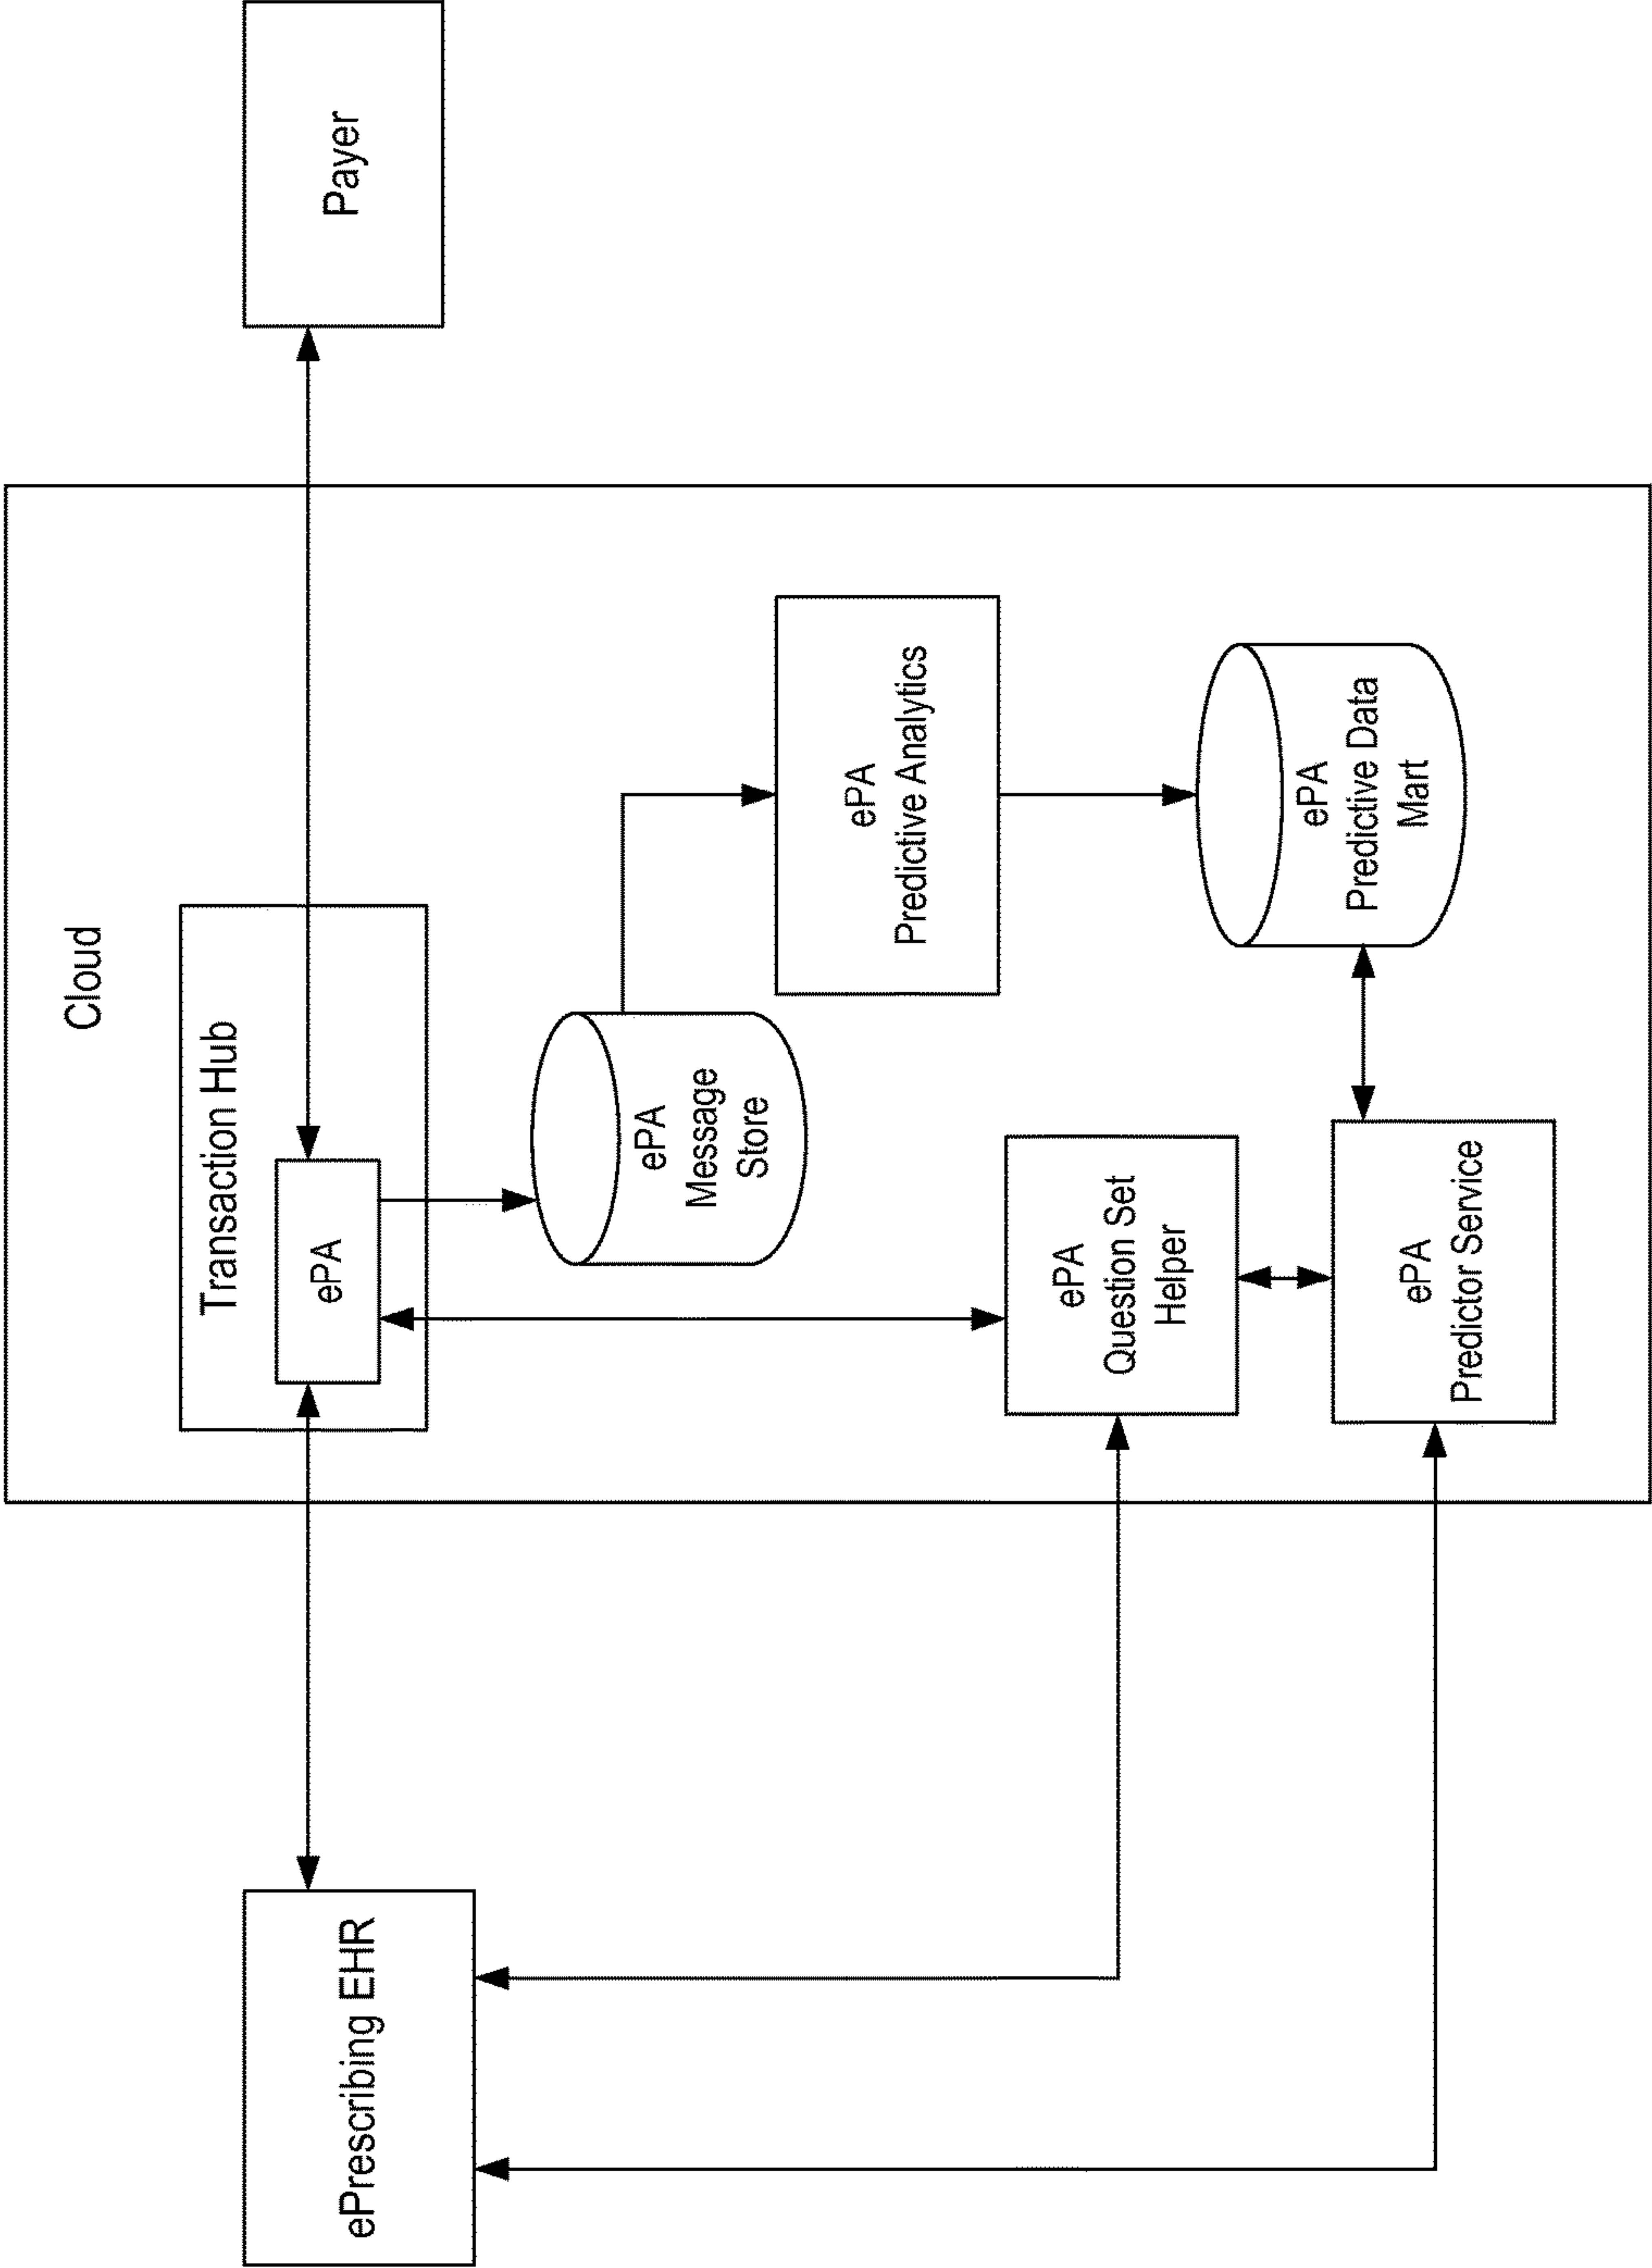 Cloud
Transaction Hub
ePrescribing EHR
ePA
Payer
ePA
Message
Store
ePA
Predictive Analytics
ePA
Question Set
Helper
ePA
Predictive Data
Mart
ePA
Predictor Service